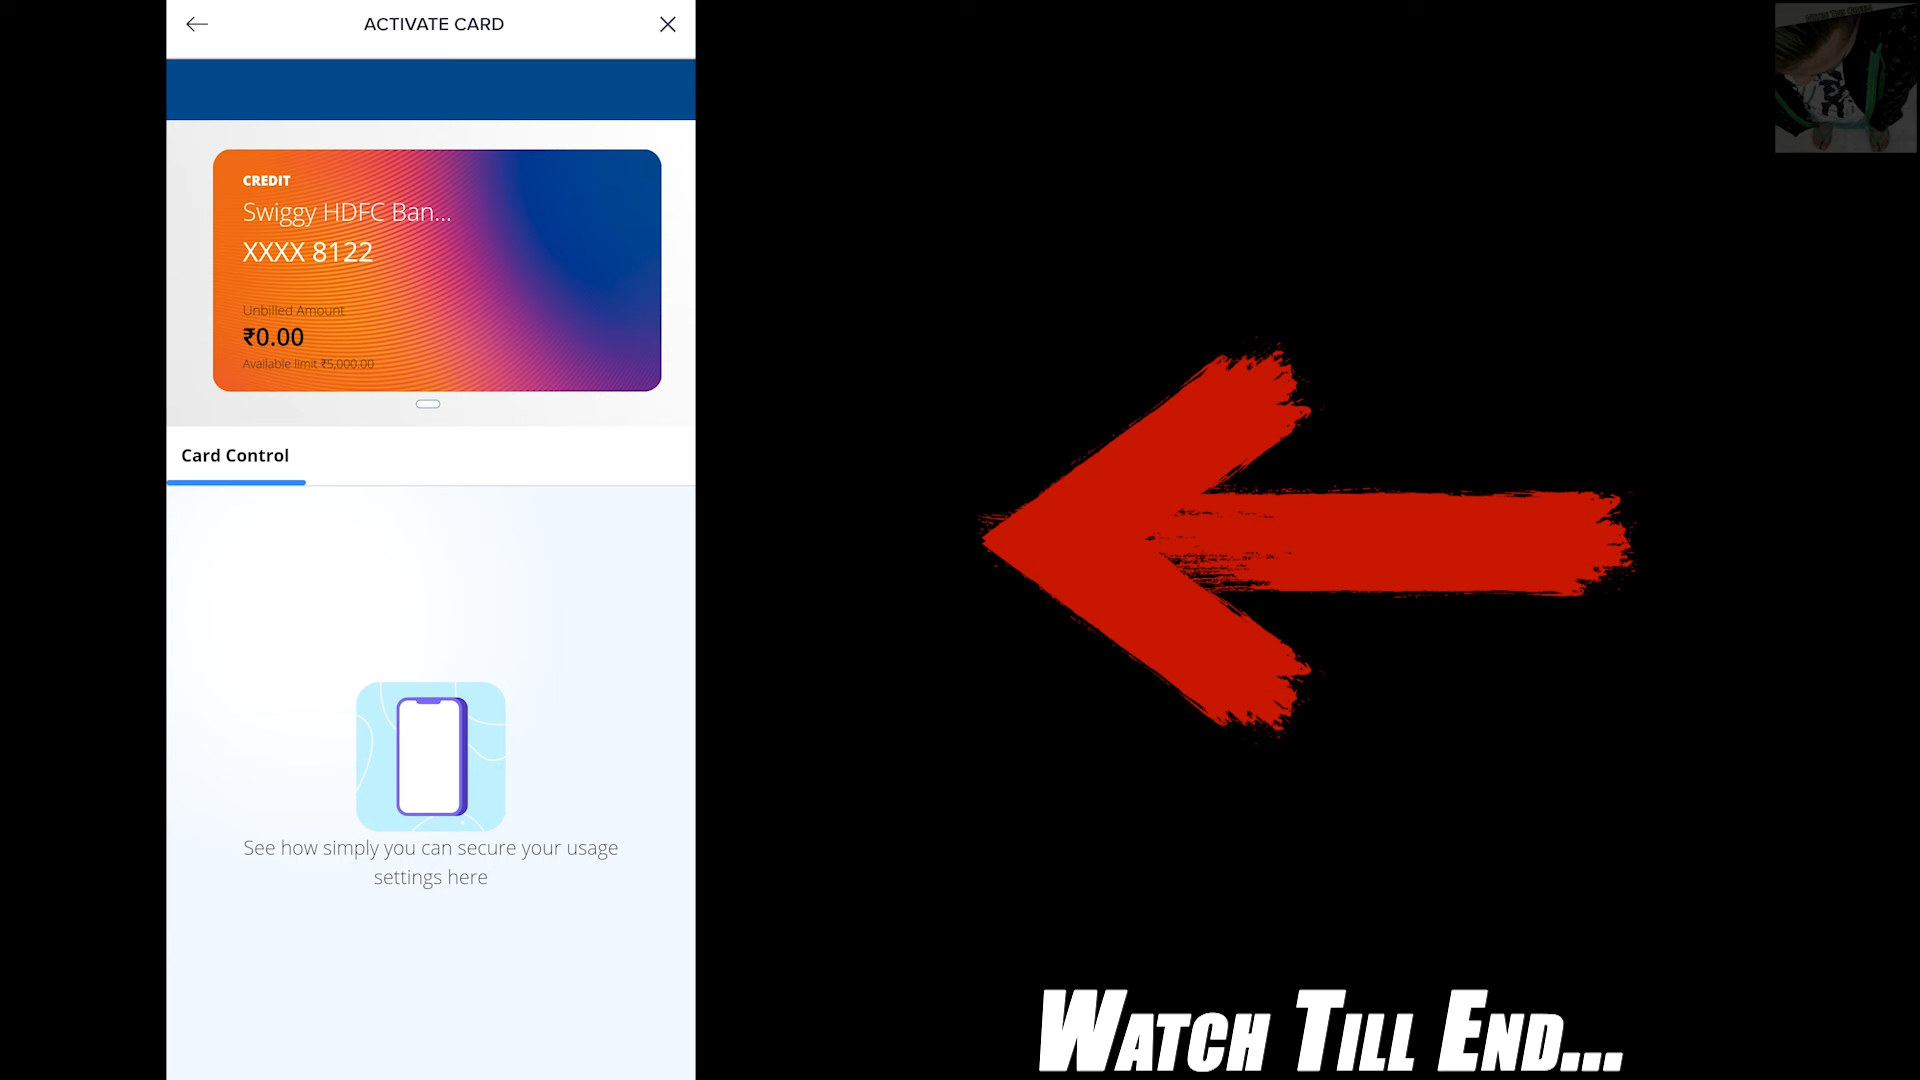 ACTIVATE CARD
CREDIT
Swiggy HDFC Ban...
XXXX 8122
Unbilled Amount
₹0.00
Available limit ₹5,000.00
Card Control
See how simply you can secure your usage
settings here
WATCH TILL END...